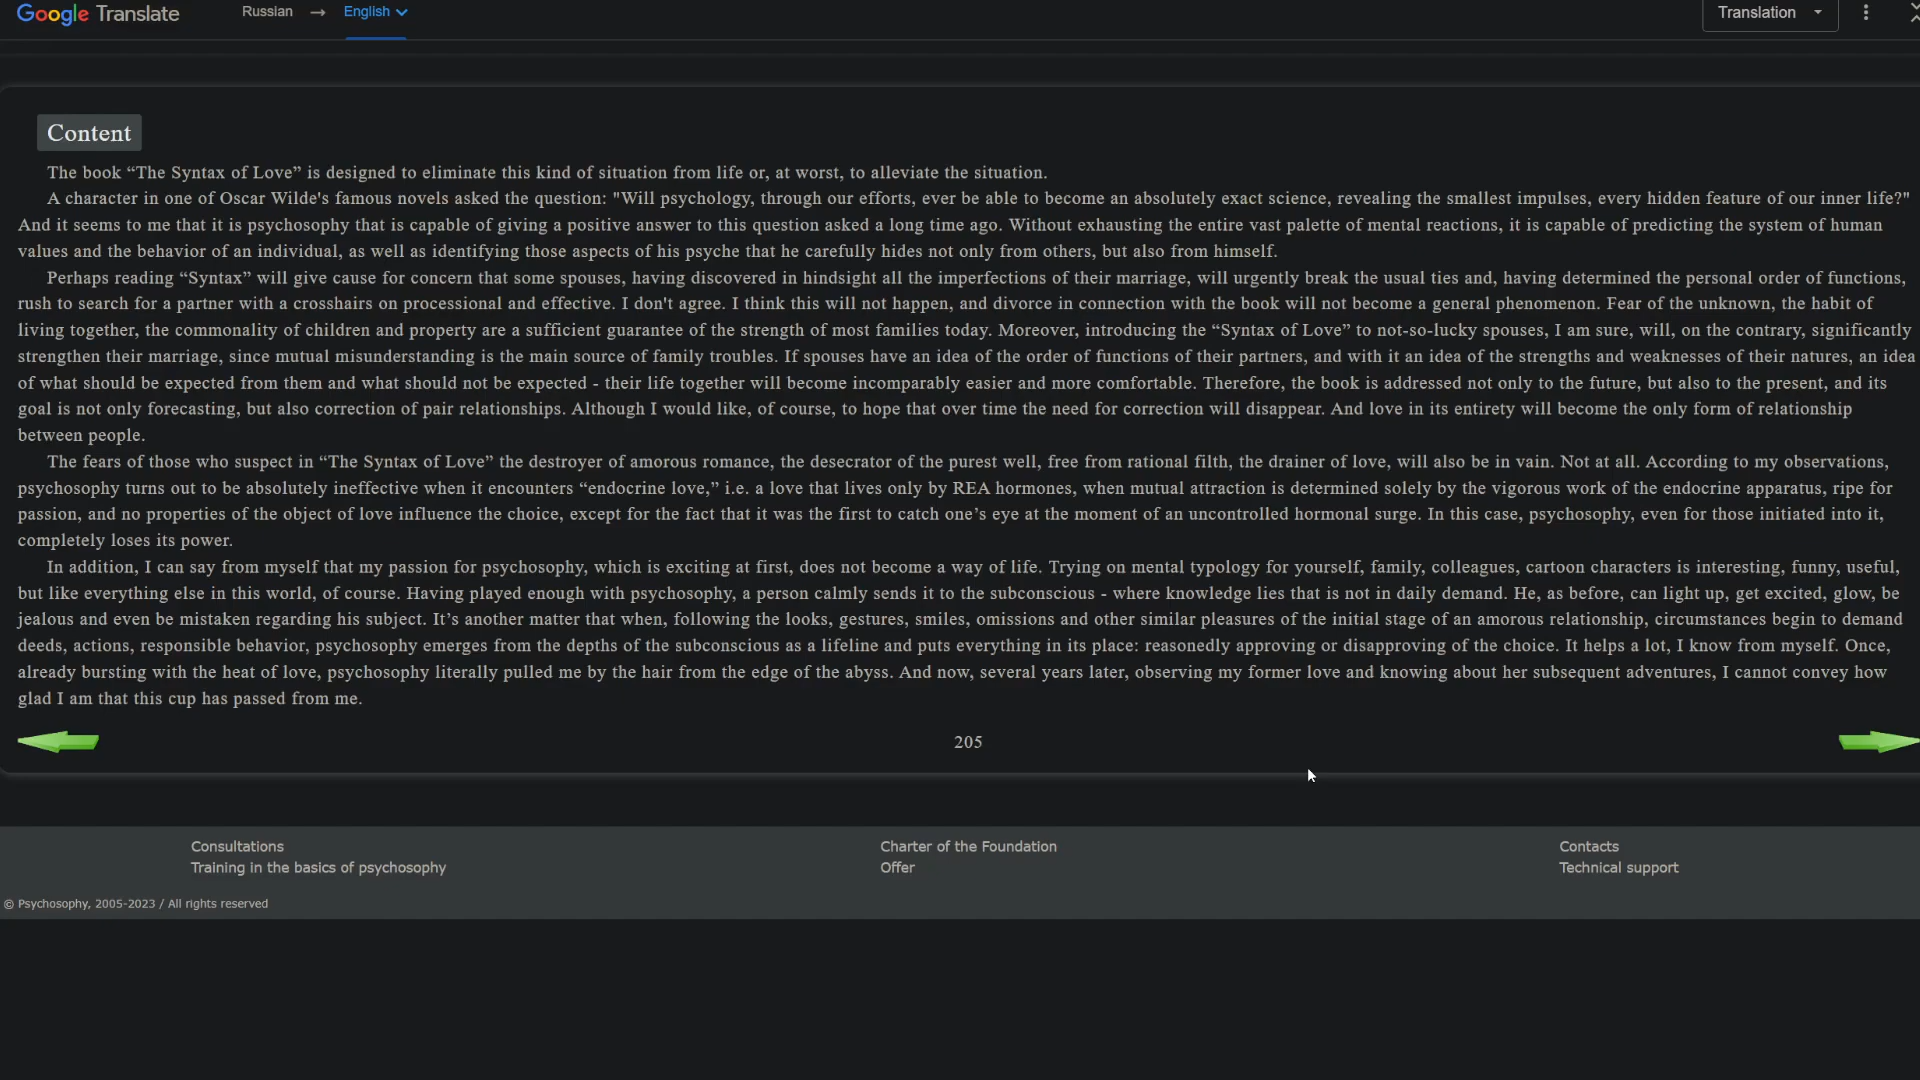 Google Translate
Russian → English
Translation
Content
The book “The Syntax of Love” is designed to eliminate this kind of situation from life or, at worst, to alleviate the situation.
A character in one of Oscar Wilde's famous novels asked the question: "Will psychology, through our efforts, ever be able to become an absolutely exact science, revealing the smallest impulses, every hidden feature of our inner life?"
And it seems to me that it is psychosophy that is capable of giving a positive answer to this question asked a long time ago. Without exhausting the entire vast palette of mental reactions, it is capable of predicting the system of human
values and the behavior of an individual, as well as identifying those aspects of his psyche that he carefully hides not only from others, but also from himself.
Perhaps reading “Syntax” will give cause for concern that some spouses, having discovered in hindsight all the imperfections of their marriage, will urgently break the usual ties and, having determined the personal order of functions,
rush to search for a partner with a crosshairs on processional and effective. I don't agree. I think this will not happen, and divorce in connection with the book will not become a general phenomenon. Fear of the unknown, the habit of
living together, the commonality of children and property are a sufficient guarantee of the strength of most families today. Moreover, introducing the “Syntax of Love” to not-so-lucky spouses, I am sure, will, on the contrary, significantly
strengthen their marriage, since mutual misunderstanding is the main source of family troubles. If spouses have an idea of the order of functions of their partners, and with it an idea of the strengths and weaknesses of their natures, an idea
of what should be expected from them and what should not be expected - their life together will become incomparably easier and more comfortable. Therefore, the book is addressed not only to the future, but also to the present, and its
goal is not only forecasting, but also correction of pair relationships. Although I would like, of course, to hope that over time the need for correction will disappear. And love in its entirety will become the only form of relationship
between people.
The fears of those who suspect in “The Syntax of Love” the destroyer of amorous romance, the desecrator of the purest well, free from rational filth, the drainer of love, will also be in vain. Not at all. According to my observations,
psychosophy turns out to be absolutely ineffective when it encounters “endocrine love,” i.e. a love that lives only by REA hormones, when mutual attraction is determined solely by the vigorous work of the endocrine apparatus, ripe for
passion, and no properties of the object of love influence the choice, except for the fact that it was the first to catch one’s eye at the moment of an uncontrolled hormonal surge. In this case, psychosophy, even for those initiated into it,
completely loses its power.
In addition, I can say from myself that my passion for psychosophy, which is exciting at first, does not become a way of life. Trying on mental typology for yourself, family, colleagues, cartoon characters is interesting, funny, useful,
but like everything else in this world, of course. Having played enough with psychosophy, a person calmly sends it to the subconscious - where knowledge lies that is not in daily demand. He, as before, can light up, get excited, glow, be
jealous and even be mistaken regarding his subject. It’s another matter that when, following the looks, gestures, smiles, omissions and other similar pleasures of the initial stage of an amorous relationship, circumstances begin to demand
deeds, actions, responsible behavior, psychosophy emerges from the depths of the subconscious as a lifeline and puts everything in its place: reasonedly approving or disapproving of the choice. It helps a lot, I know from myself. Once,
already bursting with the heat of love, psychosophy literally pulled me by the hair from the edge of the abyss. And now, several years later, observing my former love and knowing about her subsequent adventures, I cannot convey how
glad I am that this cup has passed from me.
205
Consultations
Training in the basics of psychosophy
Charter of the Foundation
Offer
Contacts
Technical support
© Psychosophy, 2005-2023 / All rights reserved